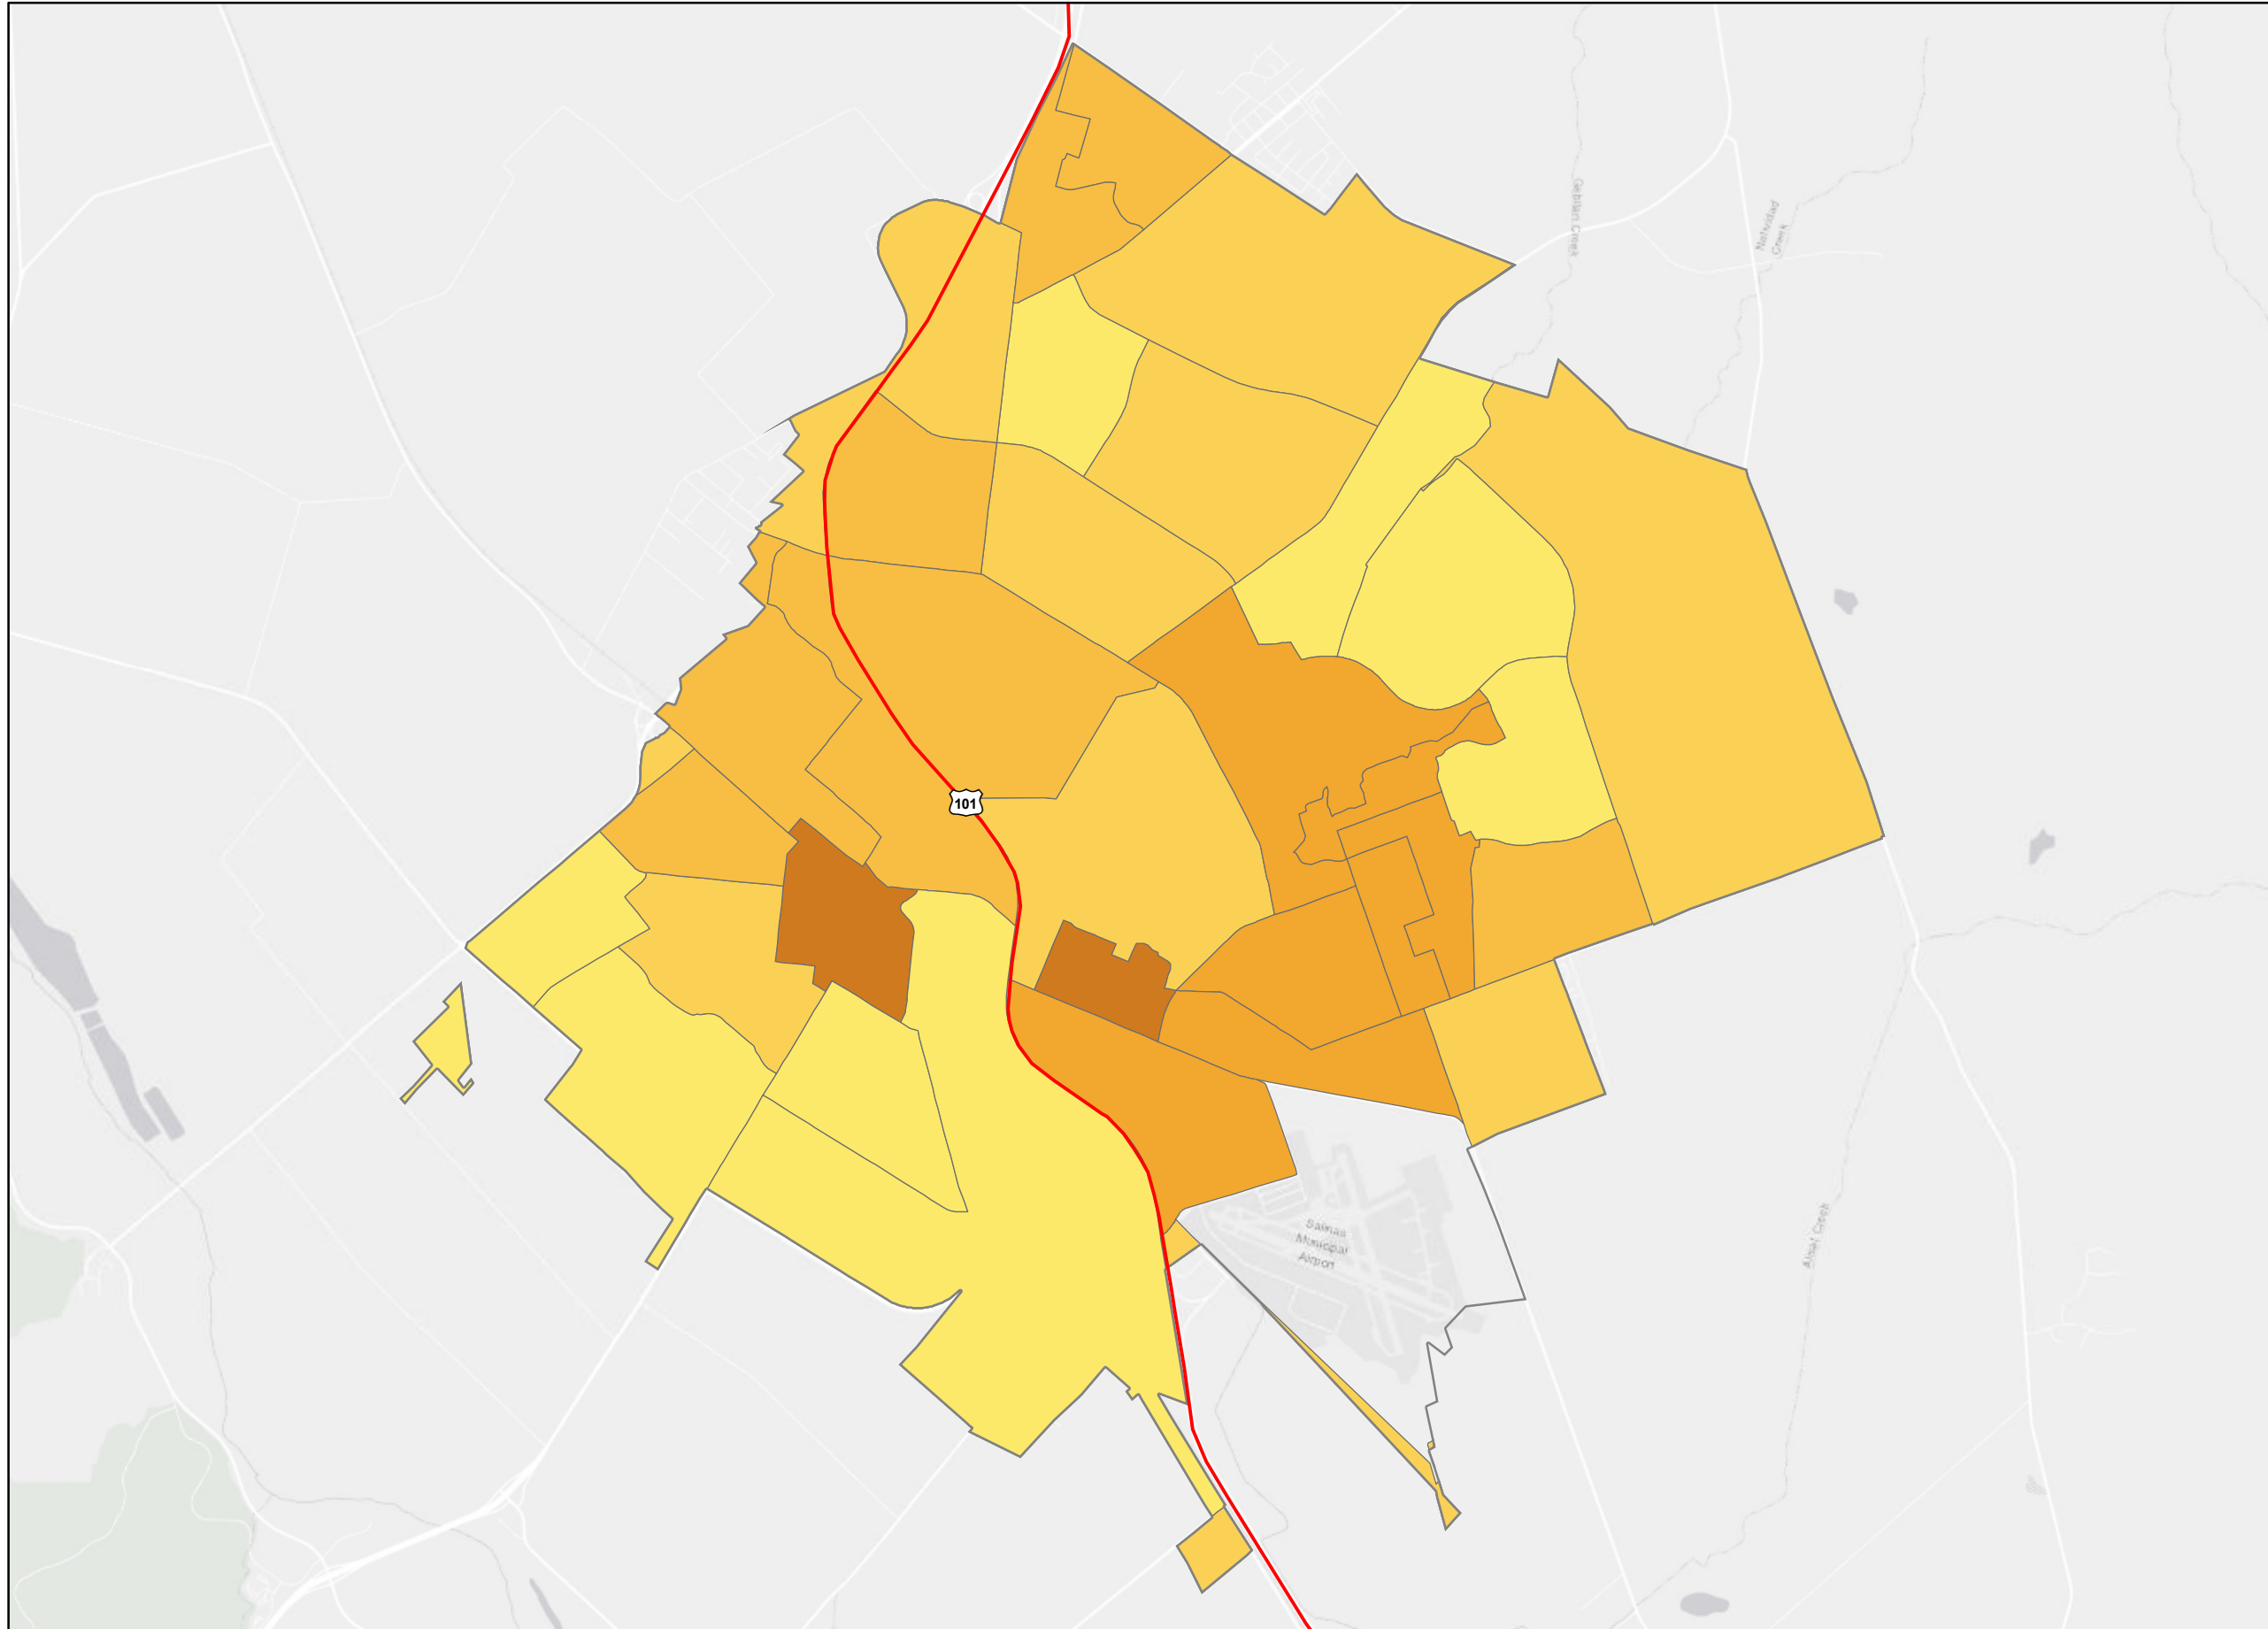 Gabilan Creek
Natividad
Creek
101
Salinas
Municipal
Airport
Alisal Creek